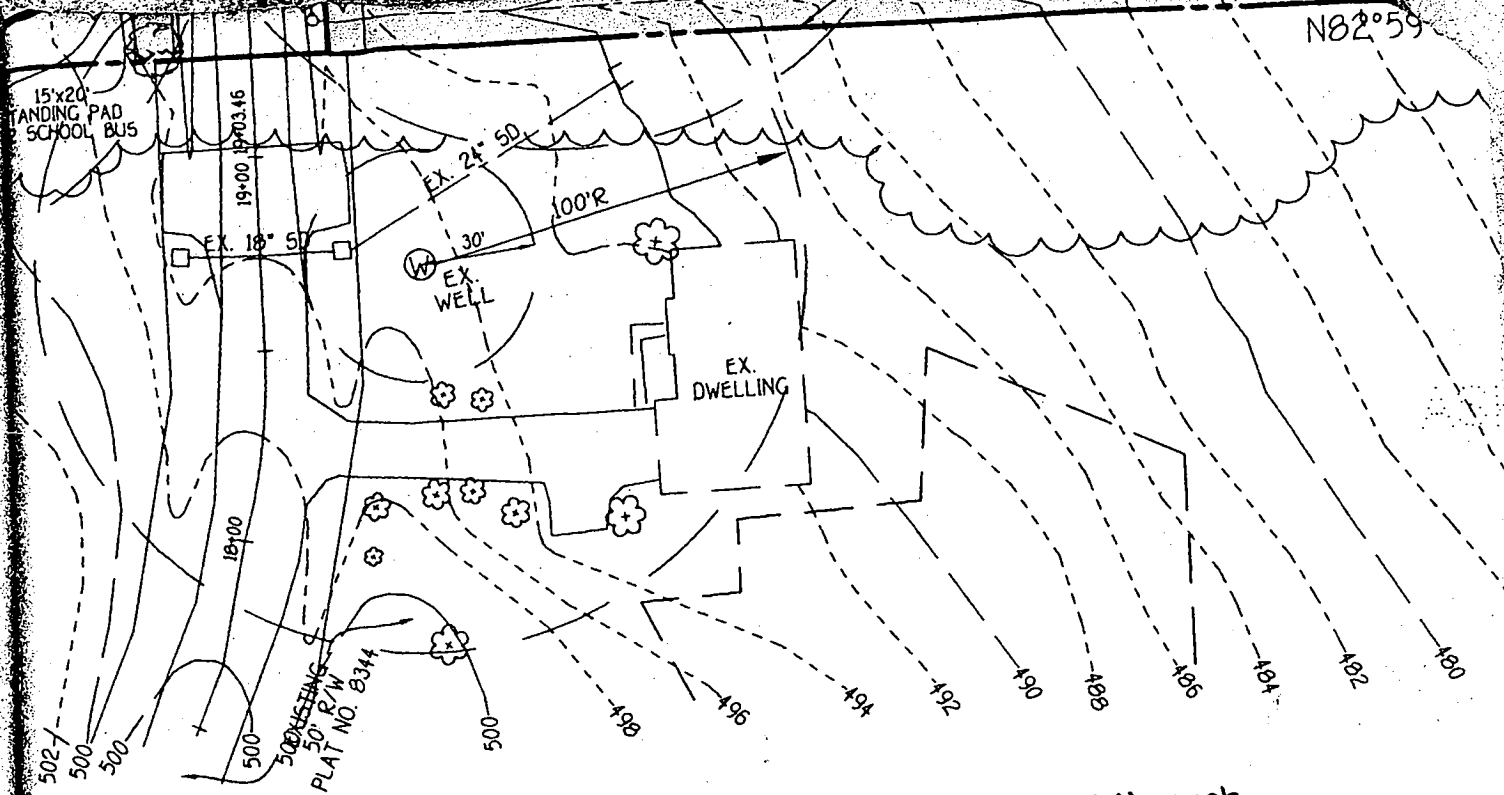 N82°59
15'x20'
TANDING PAD
SCHOOL BUS
19+00 19+03.46
EX. 24" SD
100'R
EX. 18" SD
W
30'
EX.
WELL
EX.
DWELLING
18+00
EXISTING
50' R/W
PLAT NO. 8344
502
500
500
500
500
500
498
496
494
492
490
488
486
484
482
480